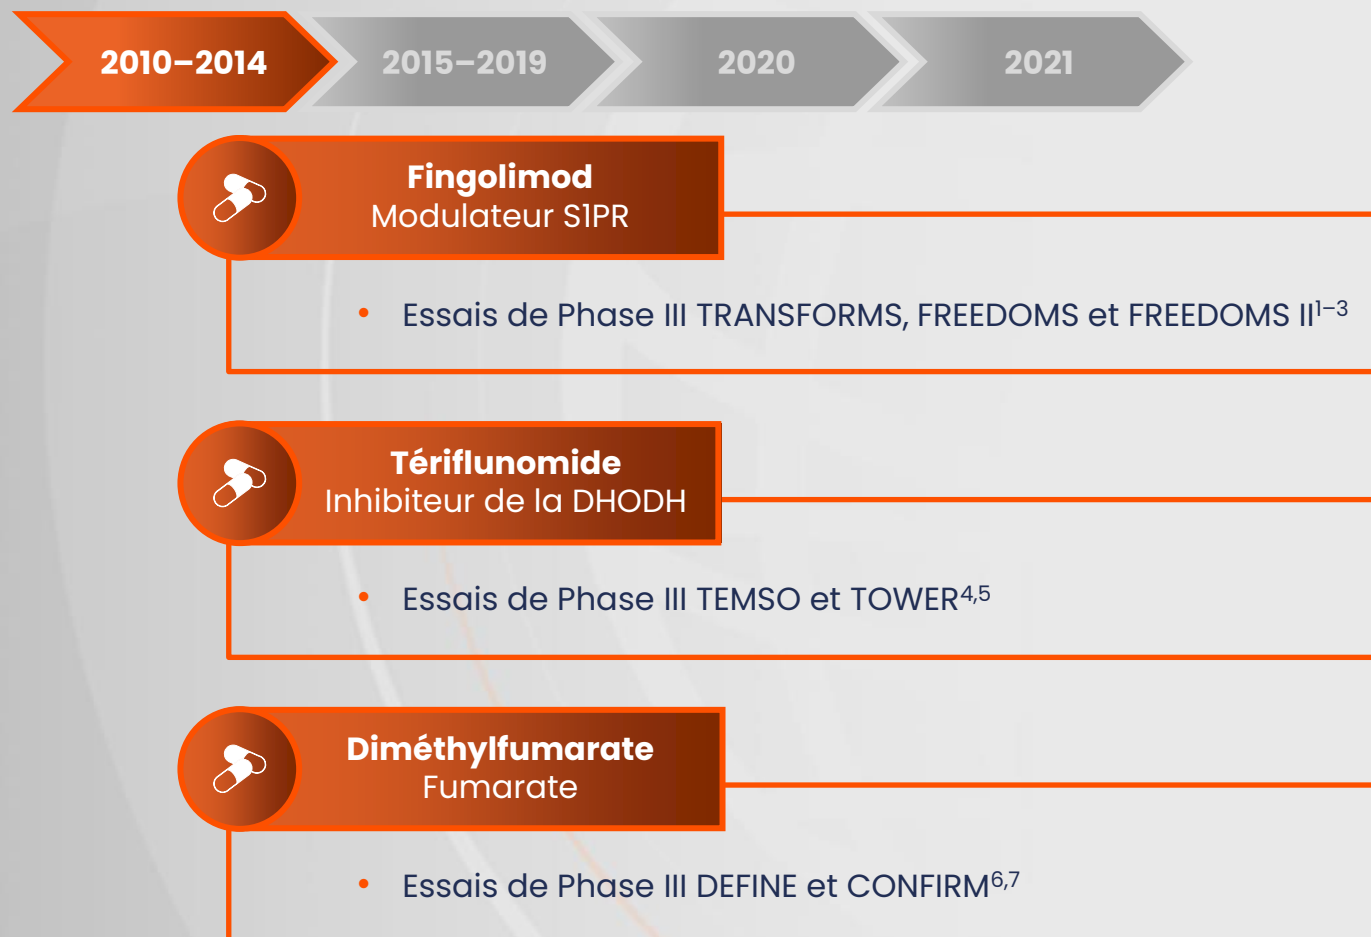 2010–2014
2015–2019
2020
2021
Fingolimod
Modulateur S1PR
• Essais de Phase III TRANSFORMS, FREEDOMS et FREEDOMS II¹⁻³
Tériflunomide
Inhibiteur de la DHODH
• Essais de Phase III TEMSO et TOWER⁴,⁵
Diméthylfumarate
Fumarate
• Essais de Phase III DEFINE et CONFIRM⁶,⁷